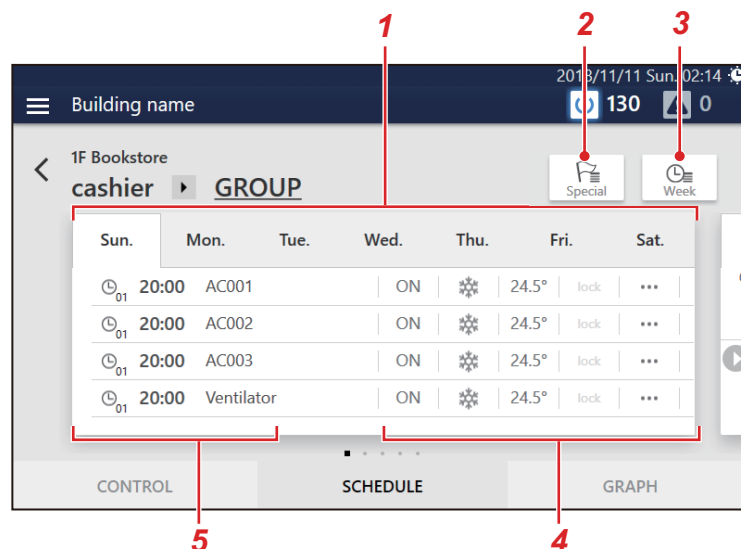 1 2 3
2018/11/11 Sun. 02:14
Building name 130 0
1F Bookstore
cashier GROUP
Special Week
Sun. Mon. Tue. Wed. Thu. Fri. Sat.
01 20:00 AC001 ON 24.5° lock •••
01 20:00 AC002 ON 24.5° lock •••
01 20:00 AC003 ON 24.5° lock •••
01 20:00 Ventilator ON 24.5° lock •••
CONTROL SCHEDULE GRAPH
5 4